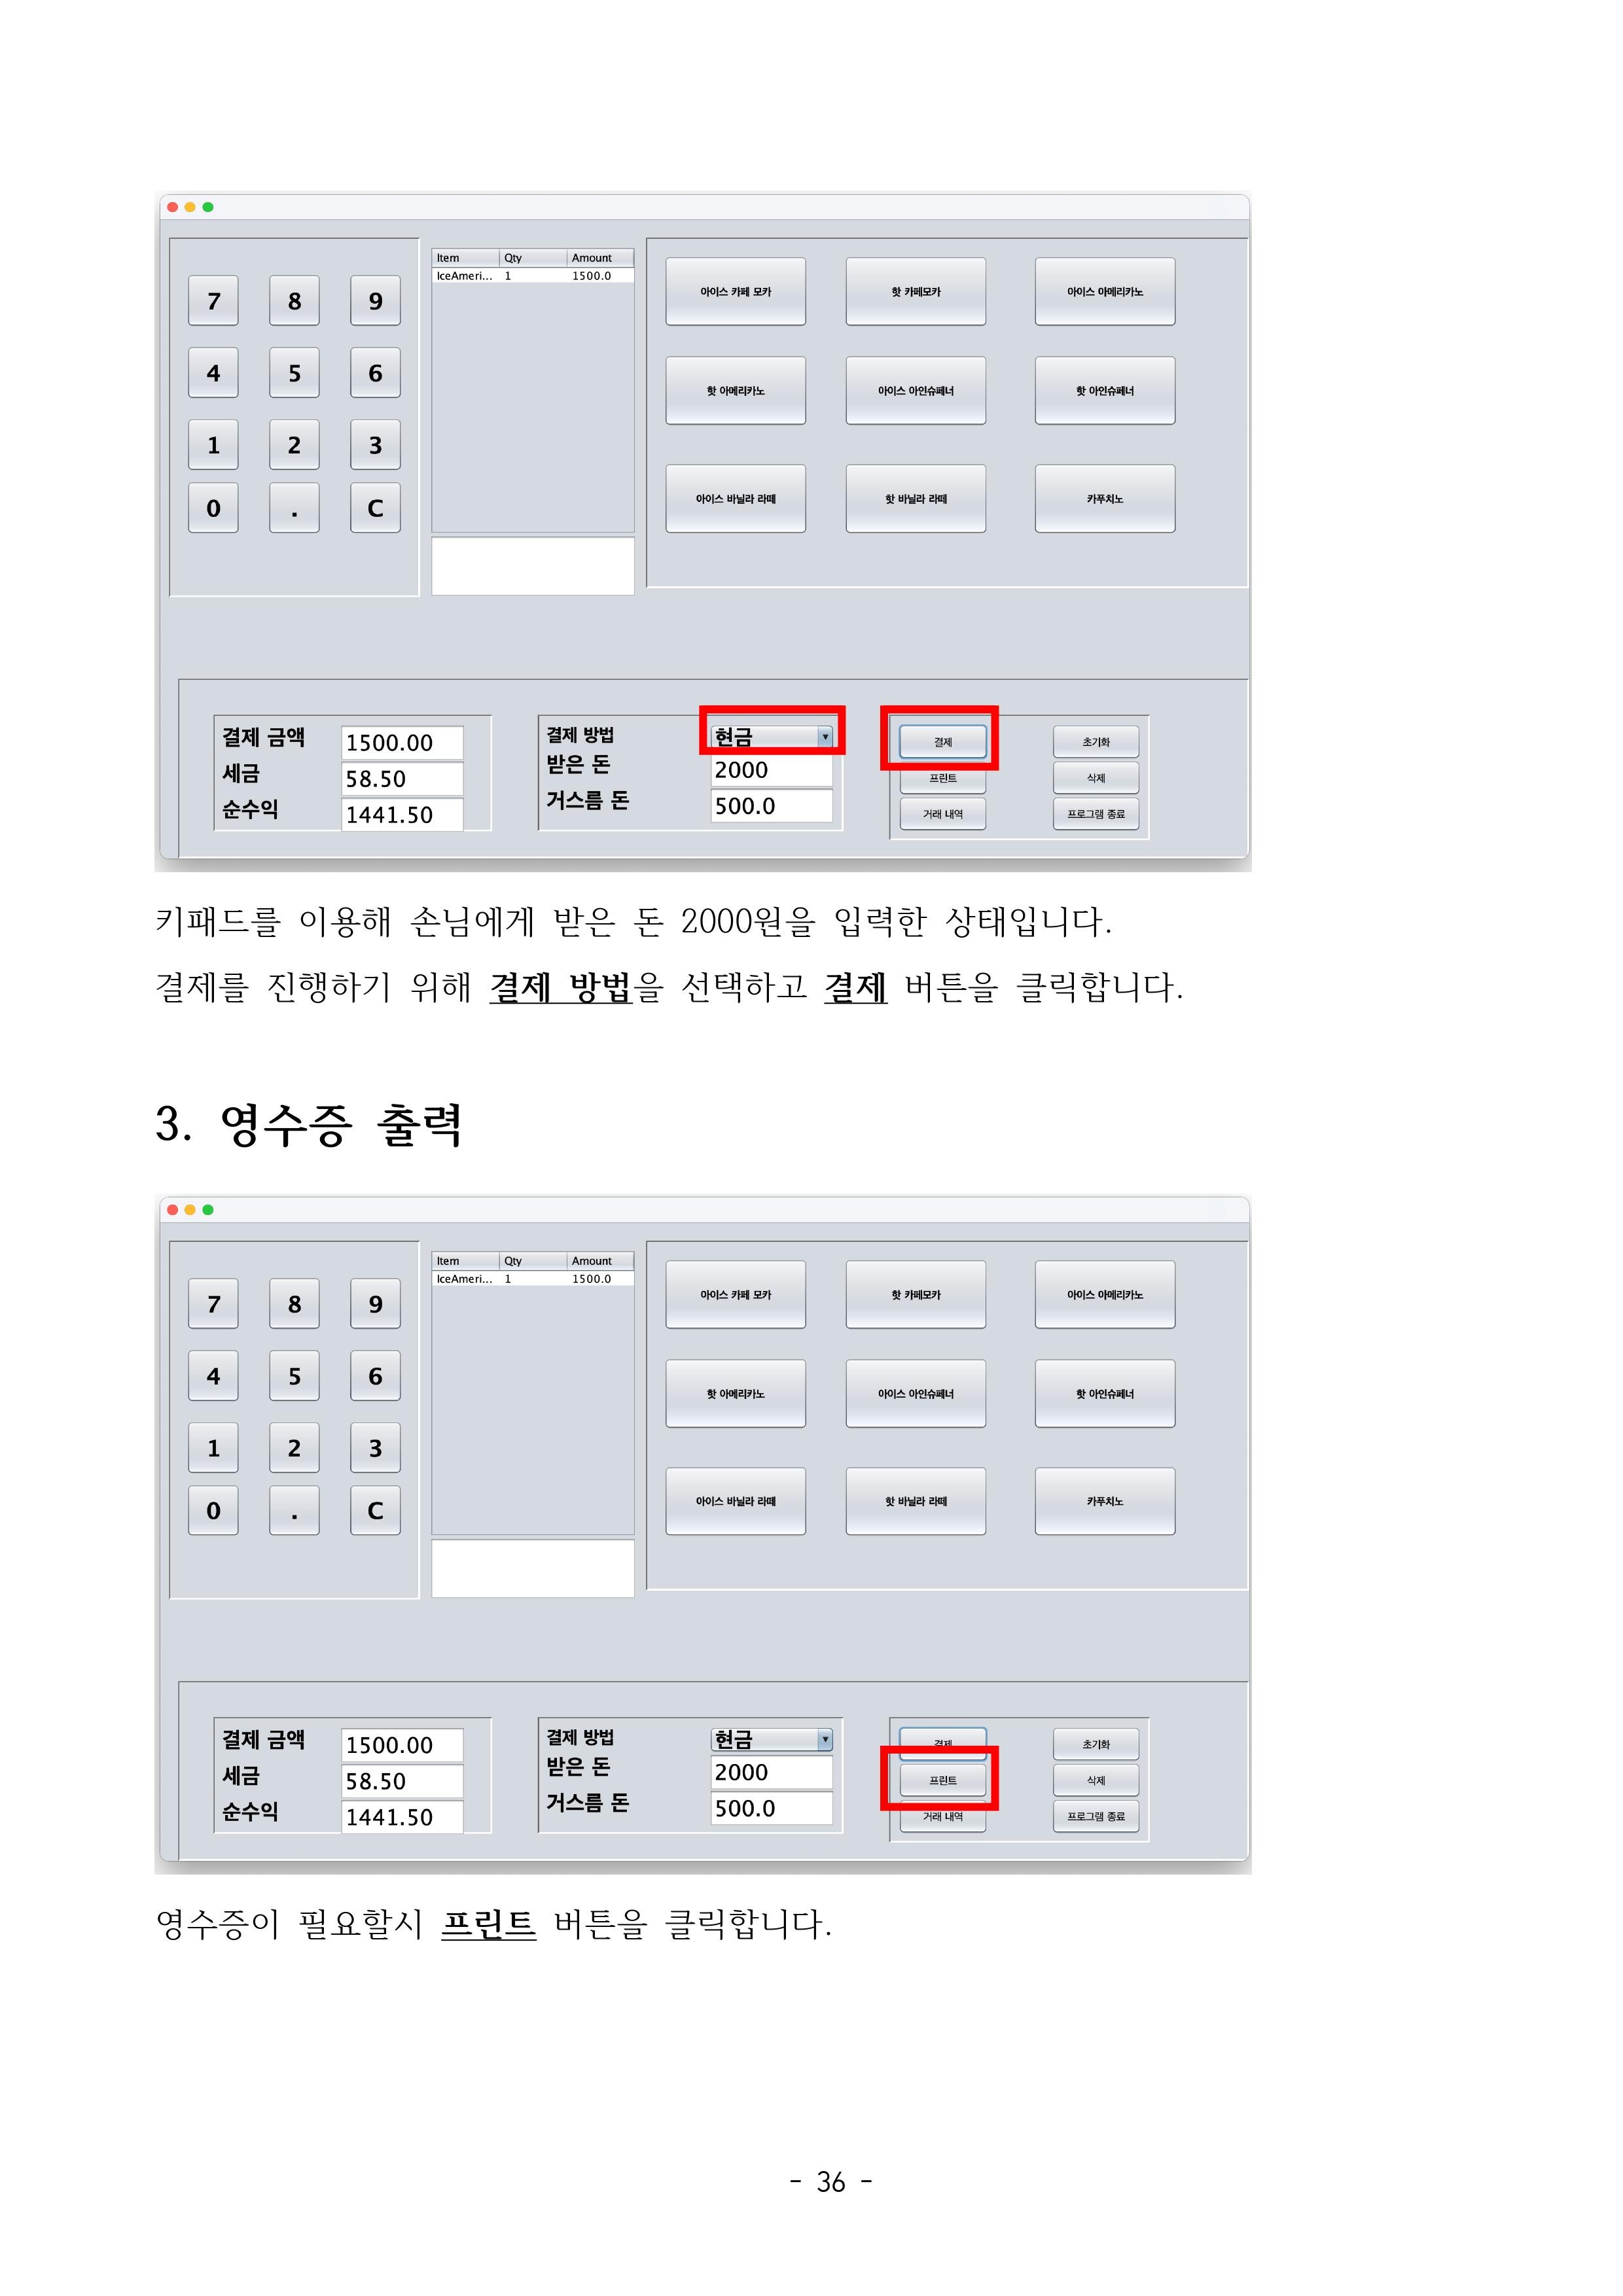 Item Qty Amount
IceAmeri... 1 1500.0
7 8 9
4 5 6
1 2 3
0 . C
아이스 카페 모카 핫 카페모카 아이스 아메리카노
핫 아메리카노 아이스 아인슈페너 핫 아인슈페너
아이스 바닐라 라떼 핫 바닐라 라떼 카푸치노
결제 금액 1500.00
세금 58.50
순수익 1441.50
결제 방법 현금
받은 돈 2000
거스름 돈 500.0
결제 초기화
프린트 삭제
거래 내역 프로그램 종료
키패드를 이용해 손님에게 받은 돈 2000원을 입력한 상태입니다.
결제를 진행하기 위해 결제 방법을 선택하고 결제 버튼을 클릭합니다.
3. 영수증 출력
Item Qty Amount
IceAmeri... 1 1500.0
7 8 9
4 5 6
1 2 3
0 . C
아이스 카페 모카 핫 카페모카 아이스 아메리카노
핫 아메리카노 아이스 아인슈페너 핫 아인슈페너
아이스 바닐라 라떼 핫 바닐라 라떼 카푸치노
결제 금액 1500.00
세금 58.50
순수익 1441.50
결제 방법 현금
받은 돈 2000
거스름 돈 500.0
결제 초기화
프린트 삭제
거래 내역 프로그램 종료
영수증이 필요할시 프린트 버튼을 클릭합니다.
- 36 -